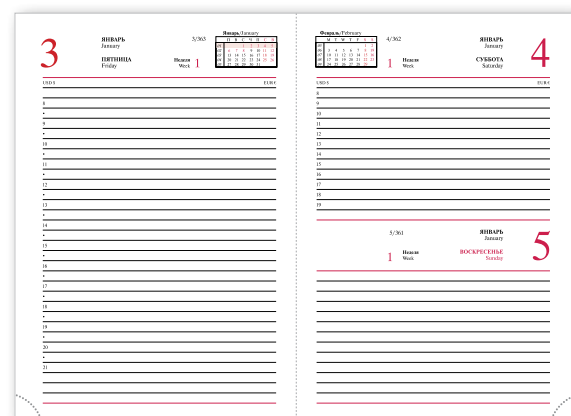 3
ЯНВАРЬ
January
ПЯТНИЦА
Friday
3/363
Неделя
Week
1
Январь/January
USD $ EUR €
8
9
10
11
12
13
14
15
16
17
18
19
20
21
Февраль/February
M T W T F S S
4/362
1
Неделя
Week
ЯНВАРЬ
January
СУББОТА
Saturday
4
USD $ EUR €
8
9
10
11
12
13
14
15
16
17
18
19
5/361
1
Неделя
Week
ЯНВАРЬ
January
ВОСКРЕСЕНЬЕ
Sunday
5